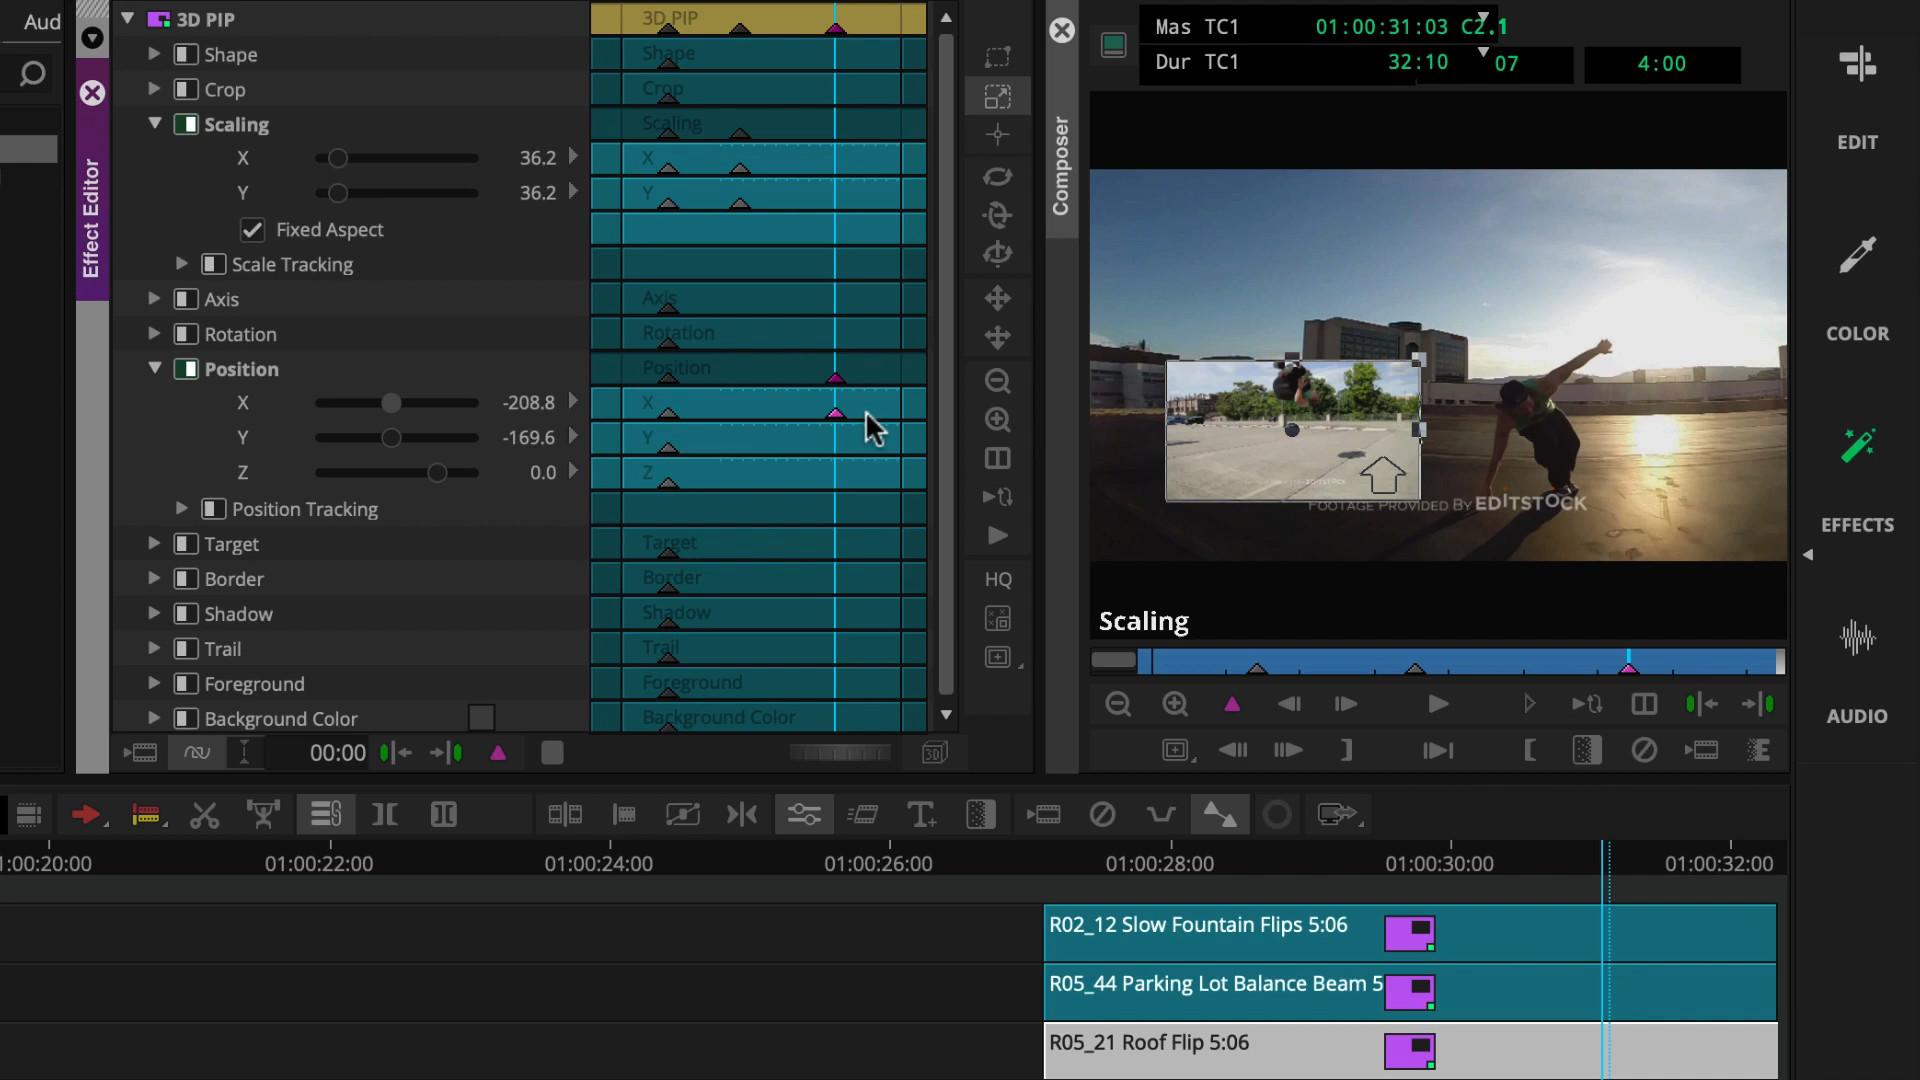 Aud
Effect Editor
3D PIP
Shape
Crop
Scaling
X 36.2
Y 36.2
Fixed Aspect
Scale Tracking
Axis
Rotation
Position
X -208.8
Y -169.6
Z 0.0
Position Tracking
Target
Border
Shadow
Trail
Foreground
Background Color
00:00
3D PIP
Shape
Crop
Scaling
X
Y
Axis
Rotation
Position
X
Y
Z
Target
Border
Shadow
Trail
Foreground
Background Color
3D
HQ
Composer
Mas TC1 01:00:31:03 C2.1
Dur TC1 32:10 07 4:00
EDITSTOCK
FOOTAGE PROVIDED BY EDITSTOCK
Scaling
EDIT
COLOR
EFFECTS
AUDIO
1:00:20:00 01:00:22:00 01:00:24:00 01:00:26:00 01:00:28:00 01:00:30:00 01:00:32:00
R02_12 Slow Fountain Flips 5:06
R05_44 Parking Lot Balance Beam 5
R05_21 Roof Flip 5:06